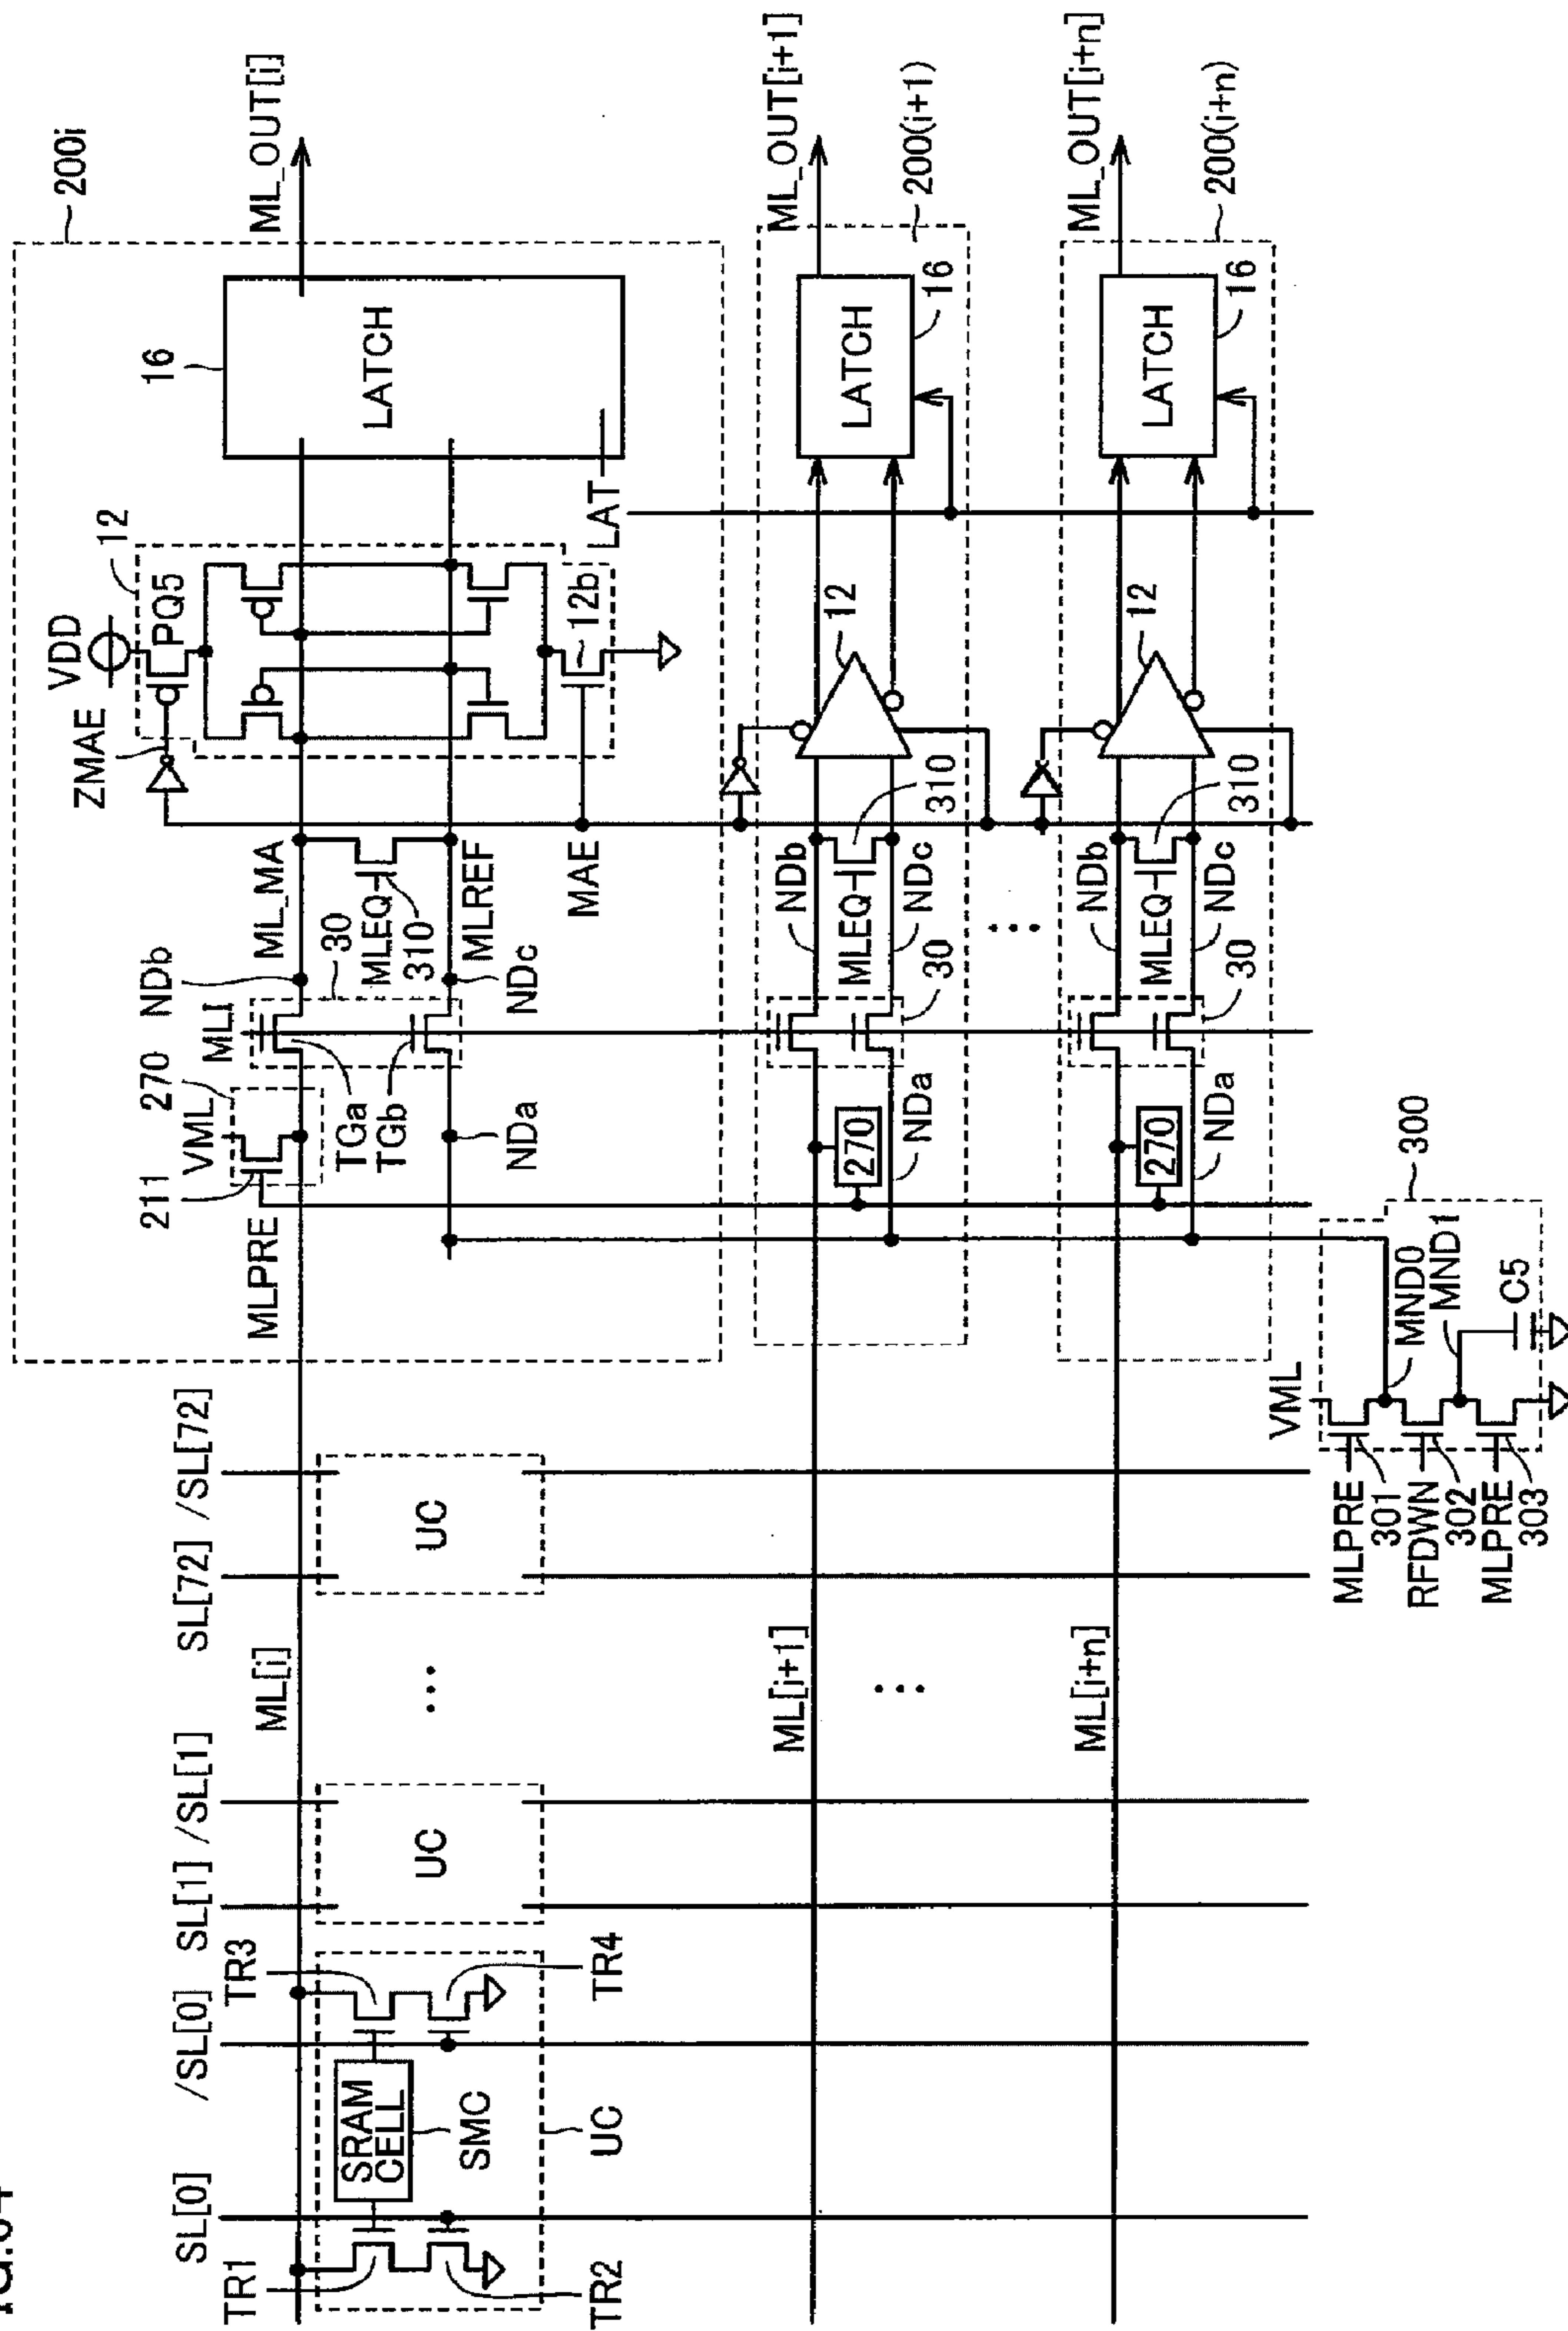 SL[0]
/SL[0]
SL[1]
/SL[1]
SL[72]
/SL[72]
TR1
TR2
TR3
TR4
SRAM
CELL
SMC
UC
UC
...
UC
ML[i]
ML[i+1]
...
ML[i+n]
MLPRE
211
VML
270
MLI
NDb
TGa
TGb
NDa
30
ML_MA
MLEQ
310
MLREF
NDc
MAE
ZMAE
VDD
PQ5
12
12b
LAT
16
LATCH
ML_OUT[i]
200i
270
NDa
30
NDb
MLEQ
310
NDc
12
LATCH
16
ML_OUT[i+1]
200(i+1)
...
270
NDa
30
NDb
MLEQ
310
NDc
12
LATCH
16
ML_OUT[i+n]
200(i+n)
300
VML
MND0
MND1
C5
MLPRE
301
RFDWN
302
MLPRE
303